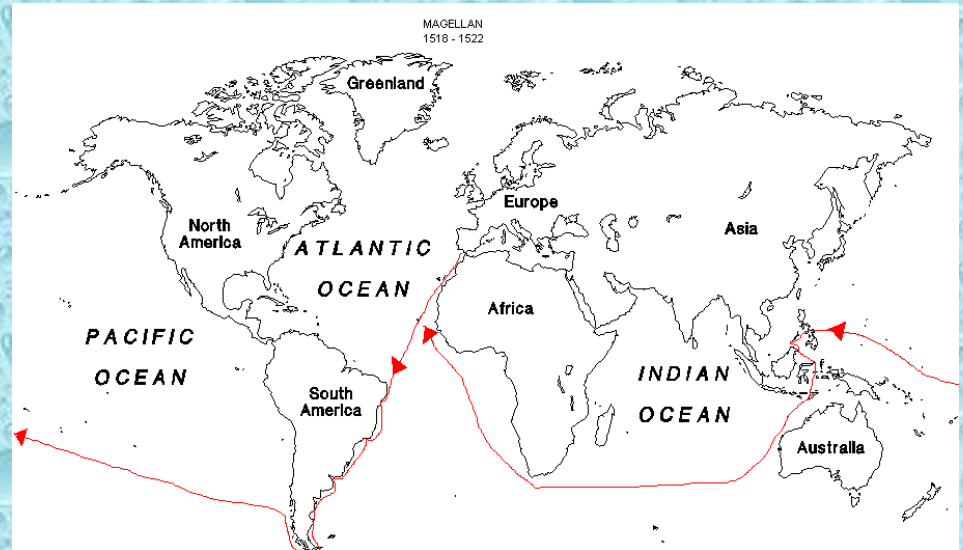 MAGELLAN
1518 - 1522
Greenland
Europe
North
America
Asia
ATLANTIC
OCEAN
Africa
PACIFIC
OCEAN
INDIAN
OCEAN
South
America
Australia